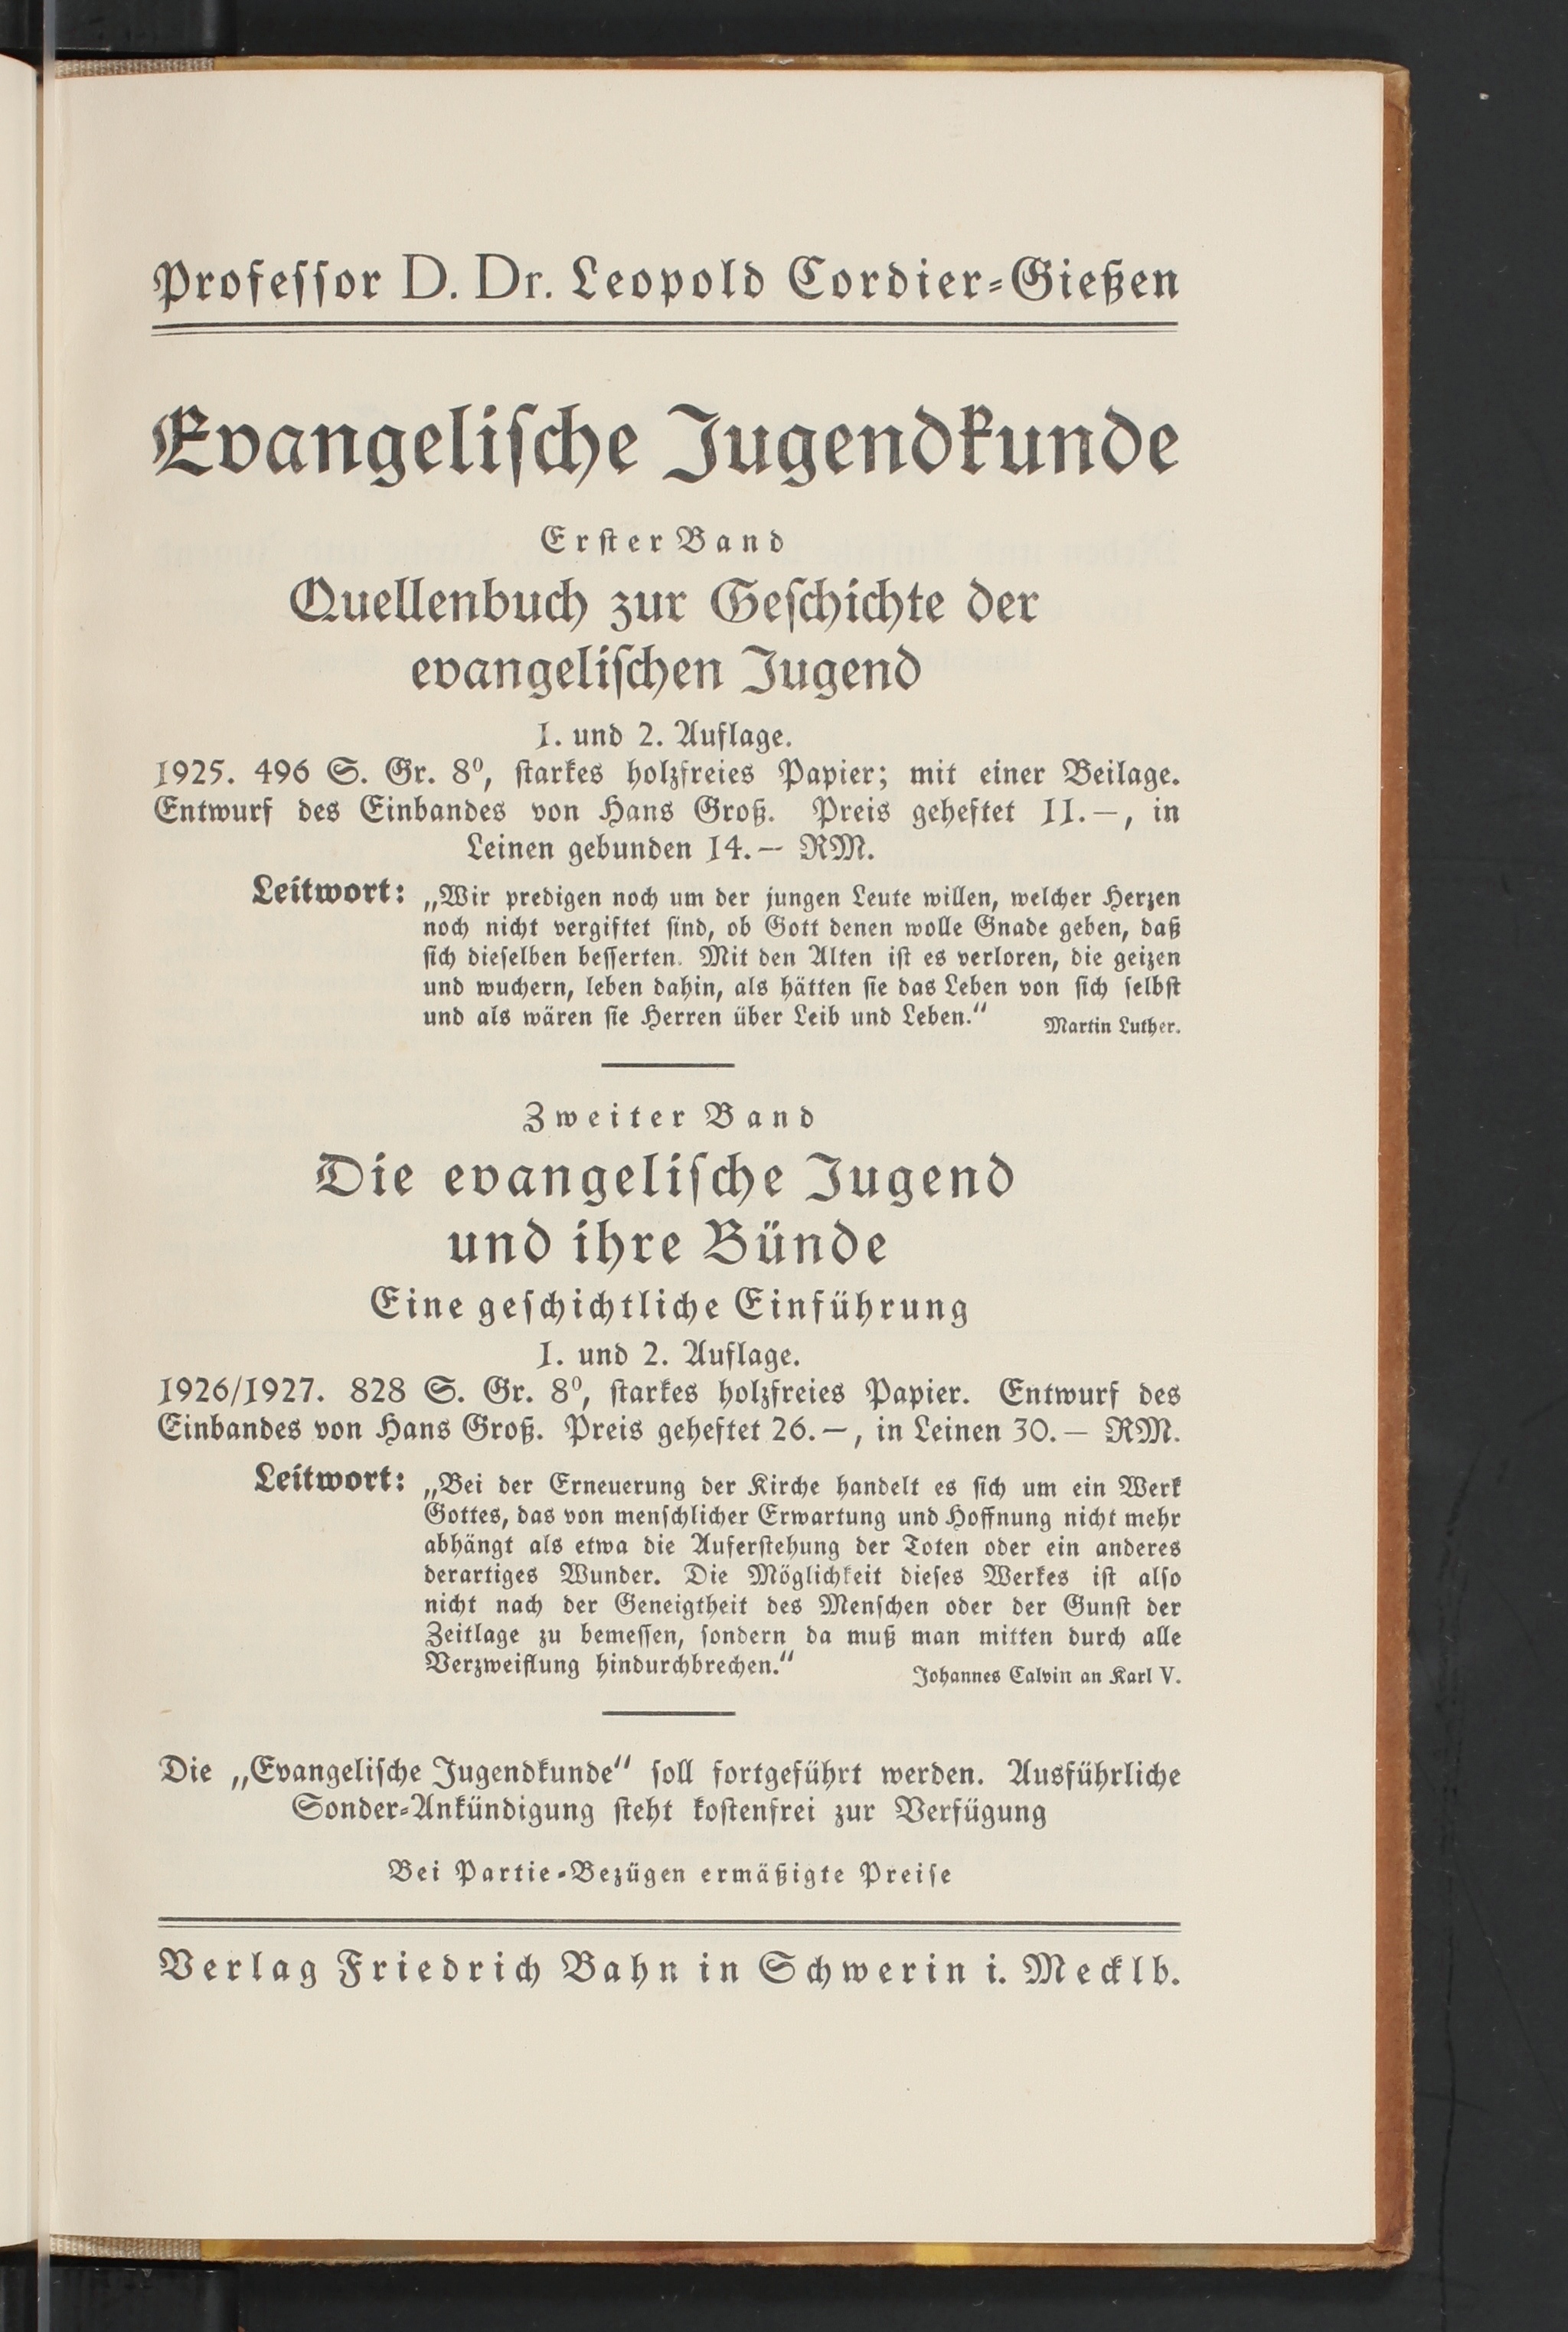 Professor D. Dr. Leopold Cordier-Gießen
Evangelische Jugendkunde
Erster Band
Quellenbuch zur Geschichte der
evangelischen Jugend
1. und 2. Auflage.
1925. 496 S. Gr. 8⁰, starkes holzfreies Papier; mit einer Beilage.
Entwurf des Einbandes von Hans Groß. Preis geheftet 11.—, in
Leinen gebunden 14.— RM.
Leitwort: „Wir predigen noch um der jungen Leute willen, welcher Herzen
noch nicht vergiftet sind, ob Gott denen wolle Gnade geben, daß
sich dieselben besserten. Mit den Alten ist es verloren, die geizen
und wuchern, leben dahin, als hätten sie das Leben von sich selbst
und als wären sie Herren über Leib und Leben.“ Martin Luther.
Zweiter Band
Die evangelische Jugend
und ihre Bünde
Eine geschichtliche Einführung
1. und 2. Auflage.
1926/1927. 828 S. Gr. 8⁰, starkes holzfreies Papier. Entwurf des
Einbandes von Hans Groß. Preis geheftet 26.—, in Leinen 30.— RM.
Leitwort: „Bei der Erneuerung der Kirche handelt es sich um ein Werk
Gottes, das von menschlicher Erwartung und Hoffnung nicht mehr
abhängt als etwa die Auferstehung der Toten oder ein anderes
derartiges Wunder. Die Möglichkeit dieses Werkes ist also
nicht nach der Geneigtheit des Menschen oder der Gunst der
Zeitlage zu bemessen, sondern da muß man mitten durch alle
Verzweiflung hindurchbrechen.“ Johannes Calvin an Karl V.
Die „Evangelische Jugendkunde“ soll fortgeführt werden. Ausführliche
Sonder-Ankündigung steht kostenfrei zur Verfügung
Bei Partie-Bezügen ermäßigte Preise
Verlag Friedrich Bahn in Schwerin i. Mecklb.